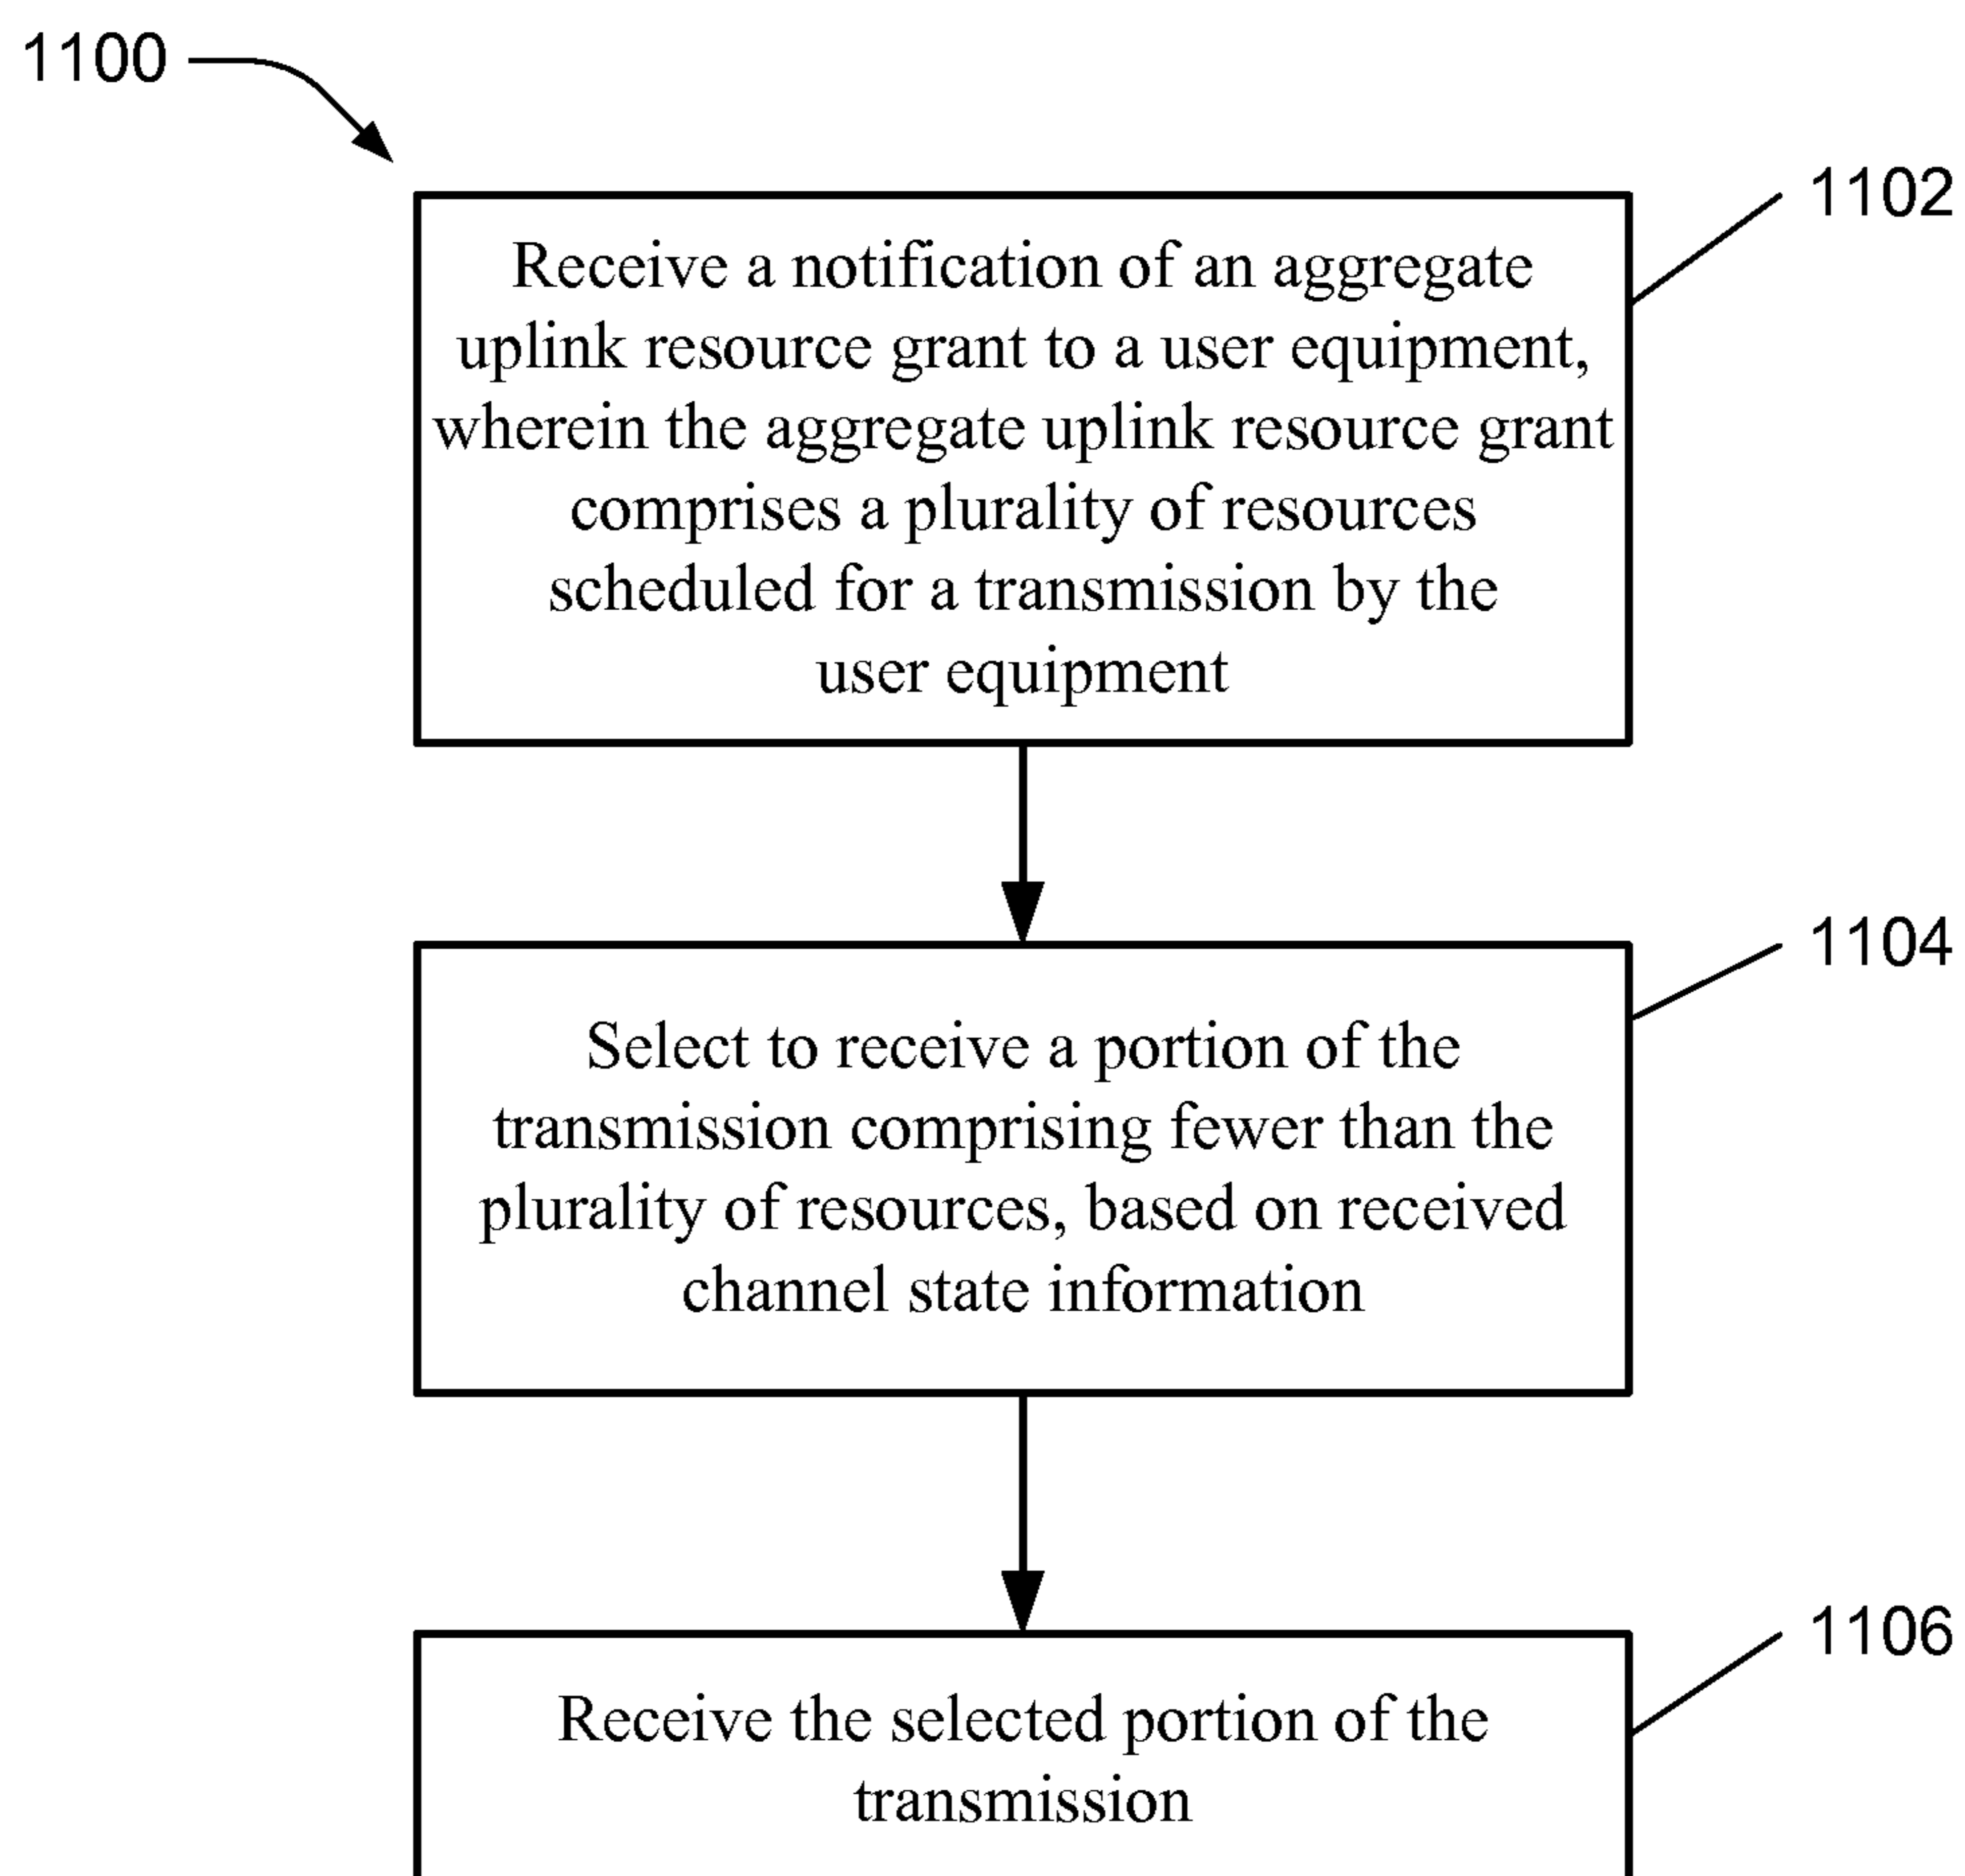 1100
1102
Receive a notification of an aggregate
uplink resource grant to a user equipment,
wherein the aggregate uplink resource grant
comprises a plurality of resources
scheduled for a transmission by the
user equipment
1104
Select to receive a portion of the
transmission comprising fewer than the
plurality of resources, based on received
channel state information
1106
Receive the selected portion of the
transmission